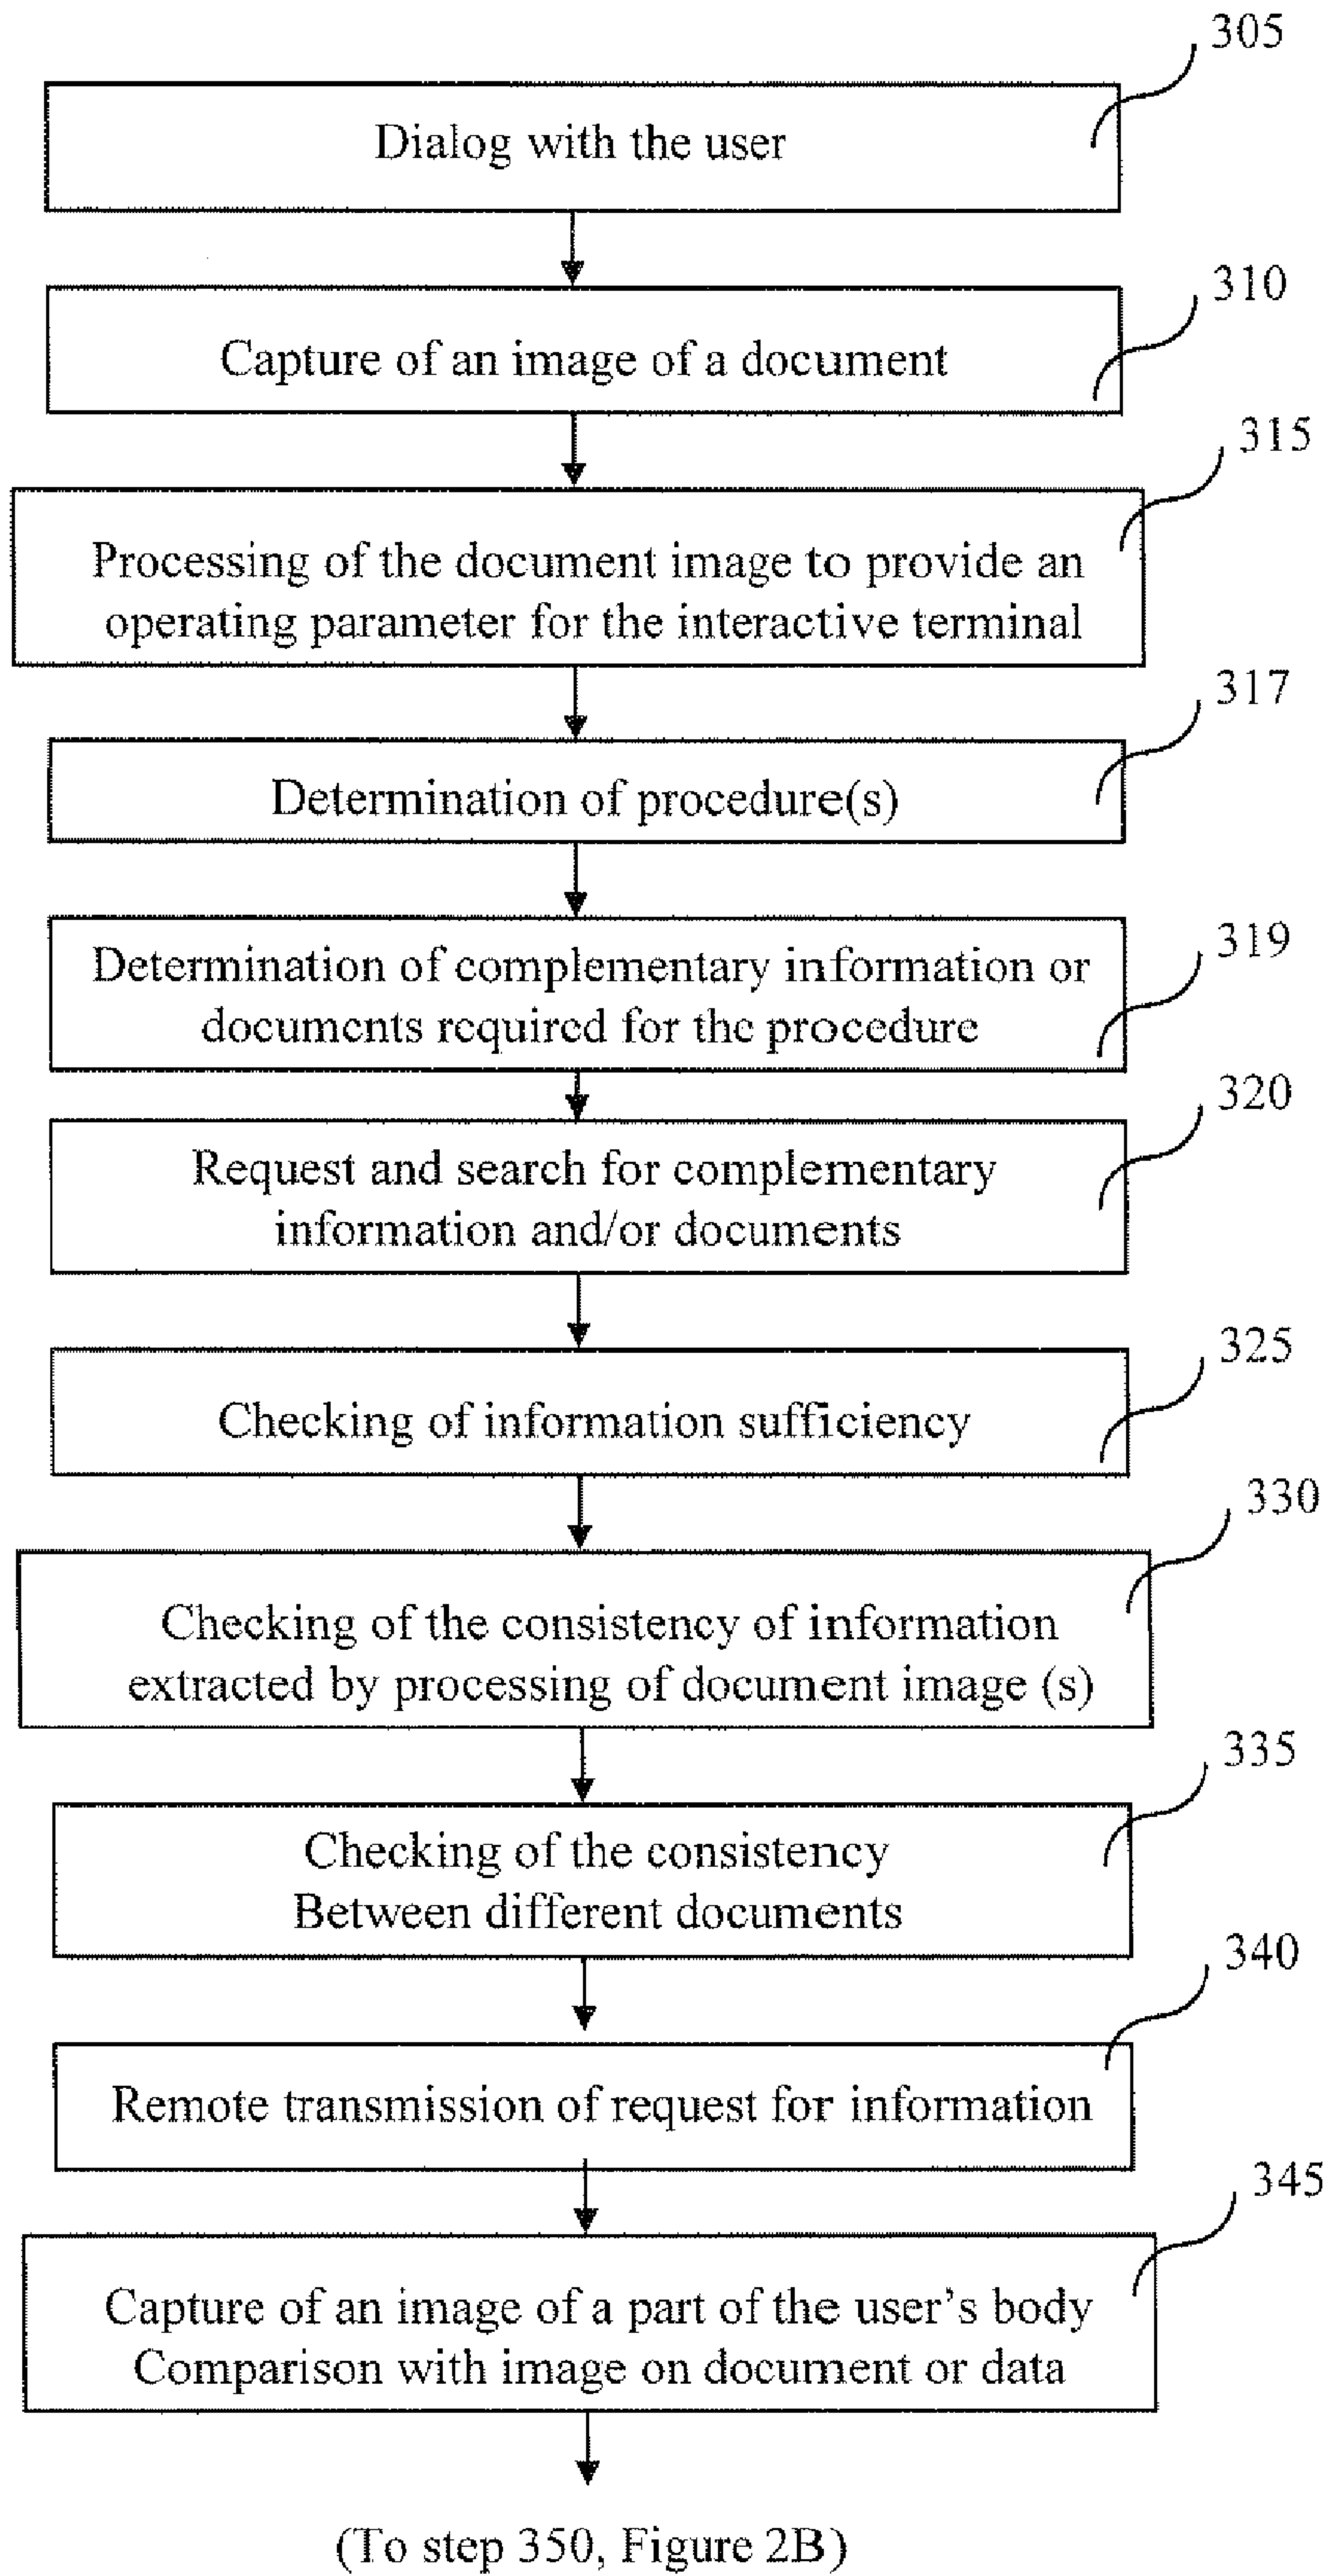 305
Dialog with the user
310
Capture of an image of a document
315
Processing of the document image to provide an
operating parameter for the interactive terminal
317
Determination of procedure(s)
319
Determination of complementary information or
documents required for the procedure
320
Request and search for complementary
information and/or documents
325
Checking of information sufficiency
330
Checking of the consistency of information
extracted by processing of document image (s)
335
Checking of the consistency
Between different documents
340
Remote transmission of request for information
345
Capture of an image of a part of the user's body
Comparison with image on document or data
(To step 350, Figure 2B)